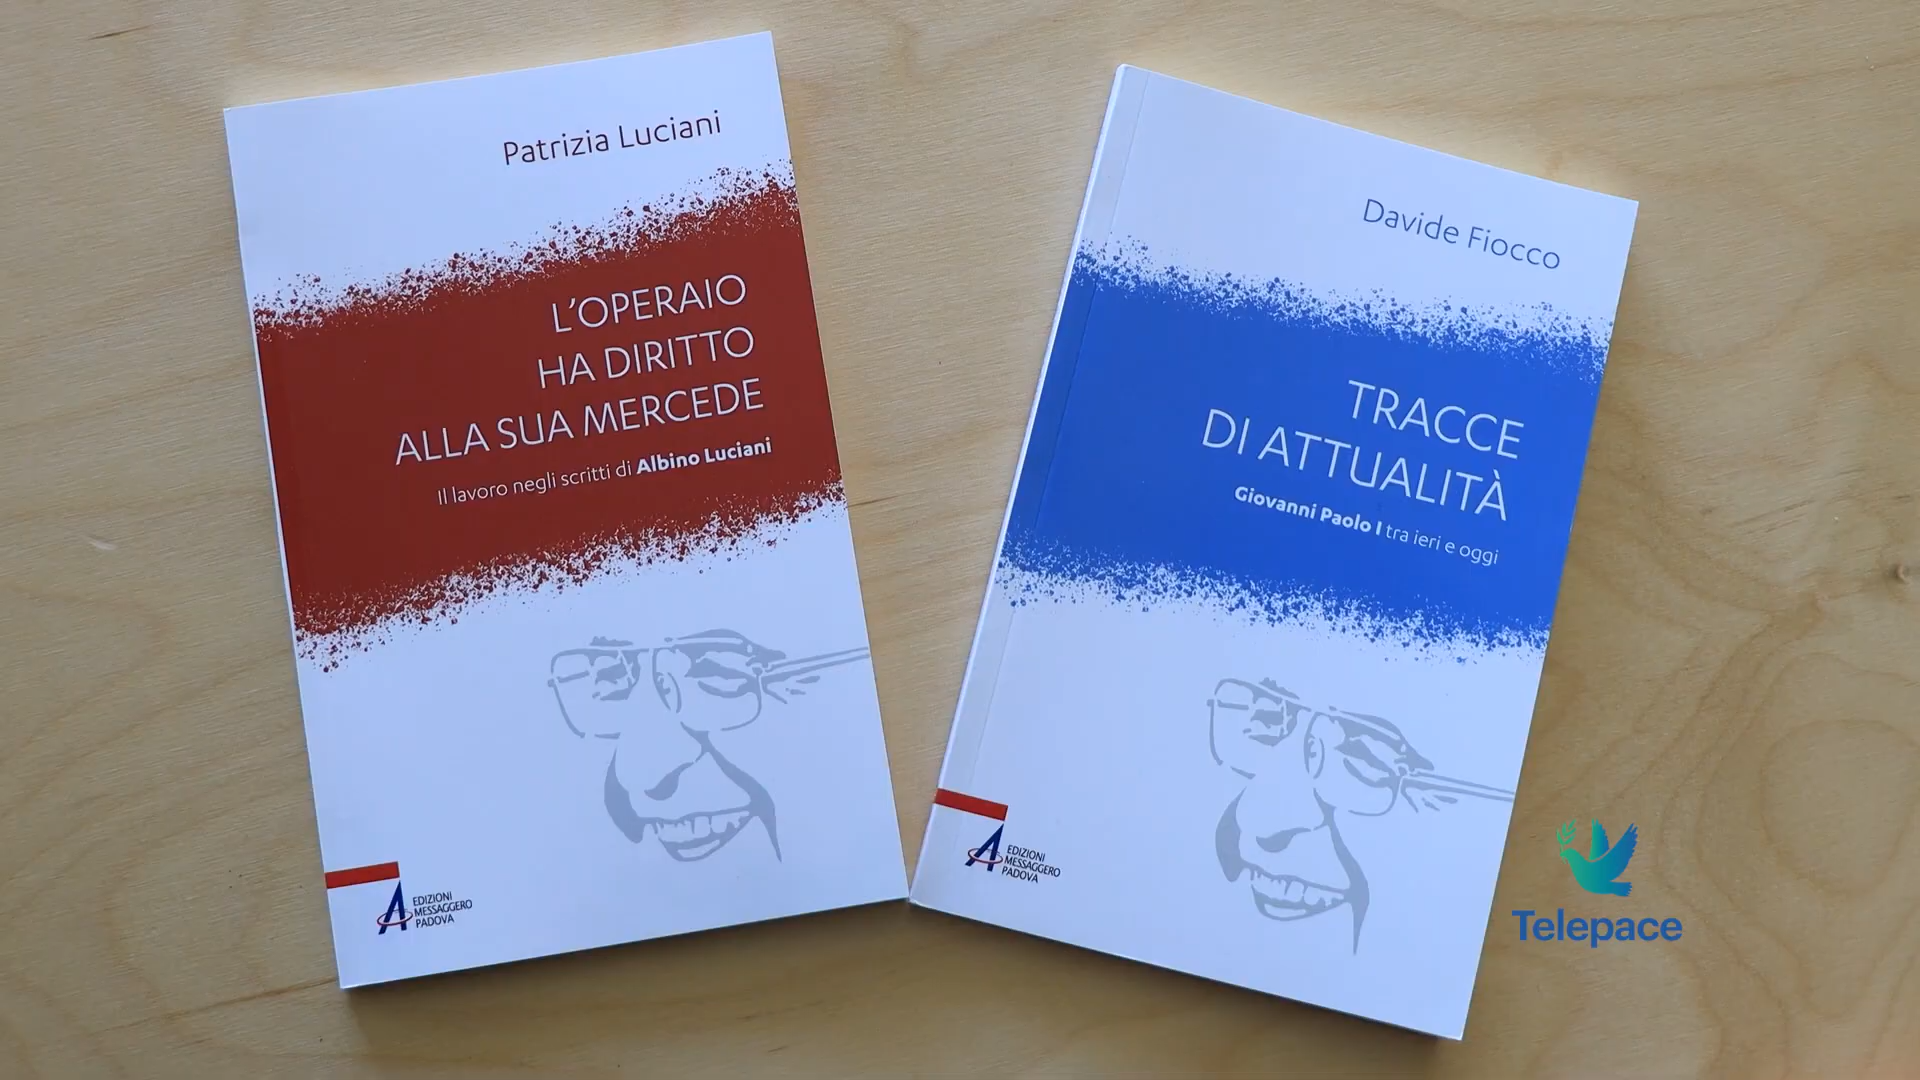 Patrizia Luciani
L'OPERAIO
HA DIRITTO
ALLA SUA MERCEDE
Il lavoro negli scritti di Albino Luciani
EDIZIONI
MESSAGGERO
PADOVA
Davide Fiocco
TRACCE
DI ATTUALITÀ
Giovanni Paolo I tra ieri e oggi
EDIZIONI
MESSAGGERO
PADOVA
Telepace